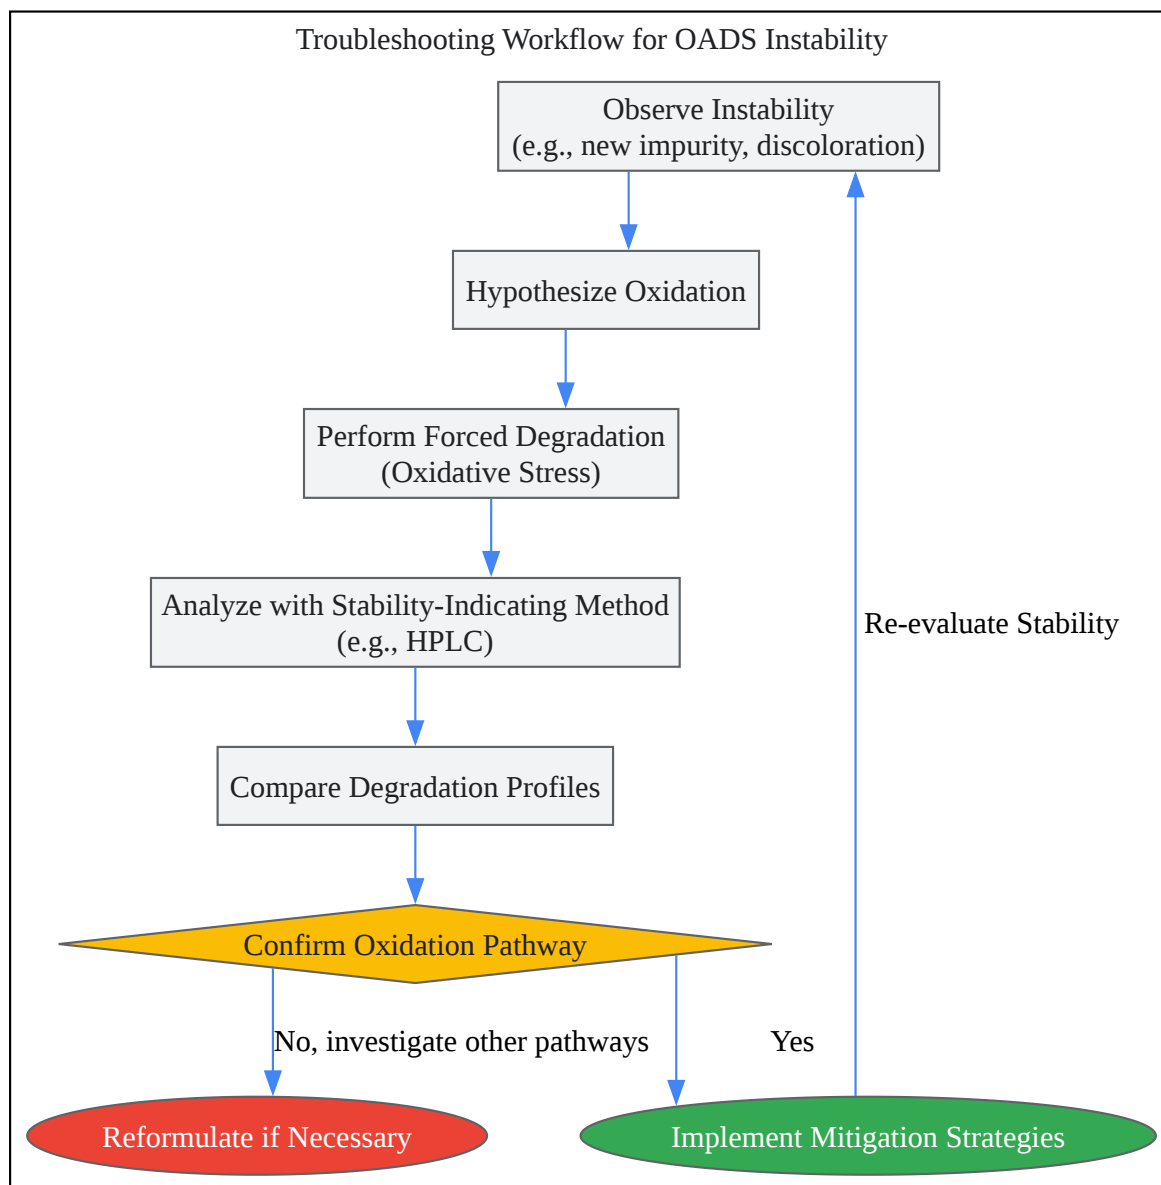 Troubleshooting Workflow for OADS Instability
Observe Instability
(e.g., new impurity, discoloration)
Hypothesize Oxidation
Perform Forced Degradation
(Oxidative Stress)
Analyze with Stability-Indicating Method
(e.g., HPLC)
Re-evaluate Stability
Compare Degradation Profiles
Confirm Oxidation Pathway
No, investigate other pathways
Yes
Reformulate if Necessary
Implement Mitigation Strategies